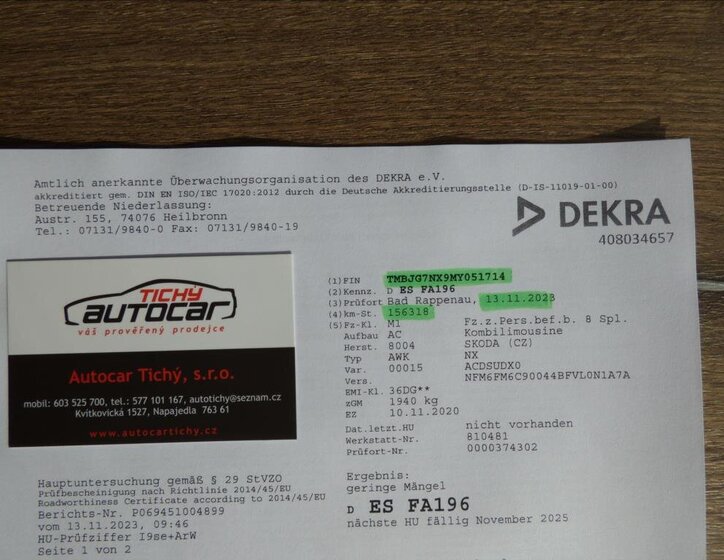 Amtlich anerkannte Überwachungsorganisation des DEKRA e.V.
akkreditiert gem. DIN EN ISO/IEC 17020:2012 durch die Deutsche Akkreditierungsstelle (D-IS-11019-01-00)
Betreuende Niederlassung:
Austr. 155, 74076 Heilbronn
Tel.: 07131/9840-0 Fax: 07131/9840-19
DEKRA
408034657
TICHÝ
AUTOCAR
váš prověřený prodejce
Autocar Tichý, s.r.o.
mobil: 603 525 700, tel.: 577 101 167, autotichy@seznam.cz
Kvítkovická 1527, Napajedla 763 61
www.autocartichy.cz
(1) FIN TMBJG7NX9MY051714
(2) Kennz. D ES FA196
(3) Prüfort Bad Rappenau, 13.11.2023
(4) km-St. 156318
(5) Fz-Kl. M1 Fz.z.Pers.bef.b. 8 Spl.
Aufbau AC Kombilimousine
Herst. 8004 SKODA (CZ)
Typ AWK NX
Var. 00015 ACDSUDX0
Vers. NFM6FM6C90044BFVL0N1A7A
EMI-Kl. 36DG**
zGM 1940 kg
EZ 10.11.2020
Dat.letzt.HU nicht vorhanden
Werkstatt-Nr. 810481
Prüfort-Nr. 0000374302
Hauptuntersuchung gemäß § 29 StVZO
Prüfbescheinigung nach Richtlinie 2014/45/EU
Roadworthiness Certificate according to 2014/45/EU
Berichts-Nr. P069451004899
vom 13.11.2023, 09:46
HU-Prüfziffer I9se+ArW
Seite 1 von 2
Ergebnis:
geringe Mängel
D ES FA196
nächste HU fällig November 2025